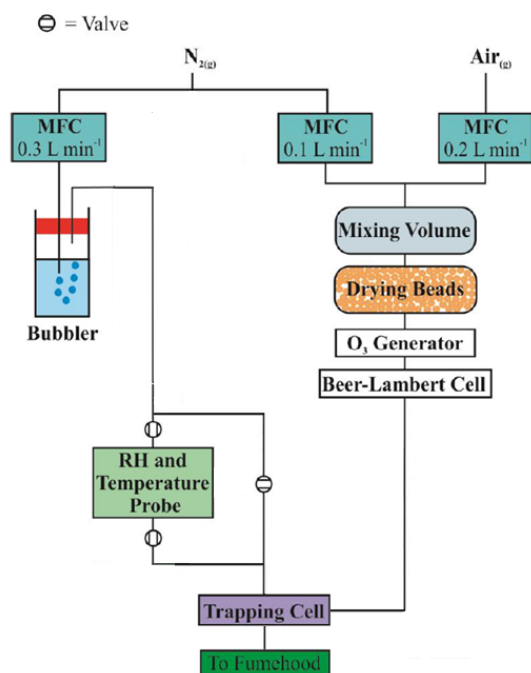 = Valve
N2(g)
Air(g)
MFC
0.3 L min-1
MFC
0.1 L min-1
MFC
0.2 L min-1
Mixing Volume
Drying Beads
Bubbler
O3 Generator
Beer-Lambert Cell
RH and
Temperature
Probe
Trapping Cell
To Fumehood